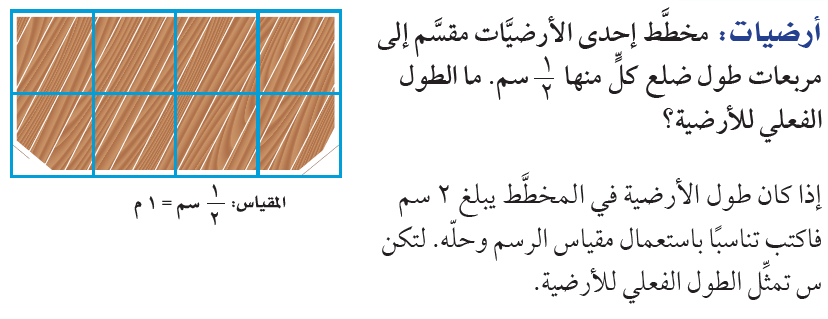 أرضيات: مخطَّط إحدى الأرضيَّات مقسَّم إلى
مربعات طول ضلع كلٍّ منها ١/٢ سم. ما الطول
الفعلي للأرضية؟
إذا كان طول الأرضية في المخطَّط يبلغ ٢ سم
فاكتب تناسبًا باستعمال مقياس الرسم وحلّه. لتكن
س تمثِّل الطول الفعلي للأرضية.
المقياس: ١/٢ سم = ١ م